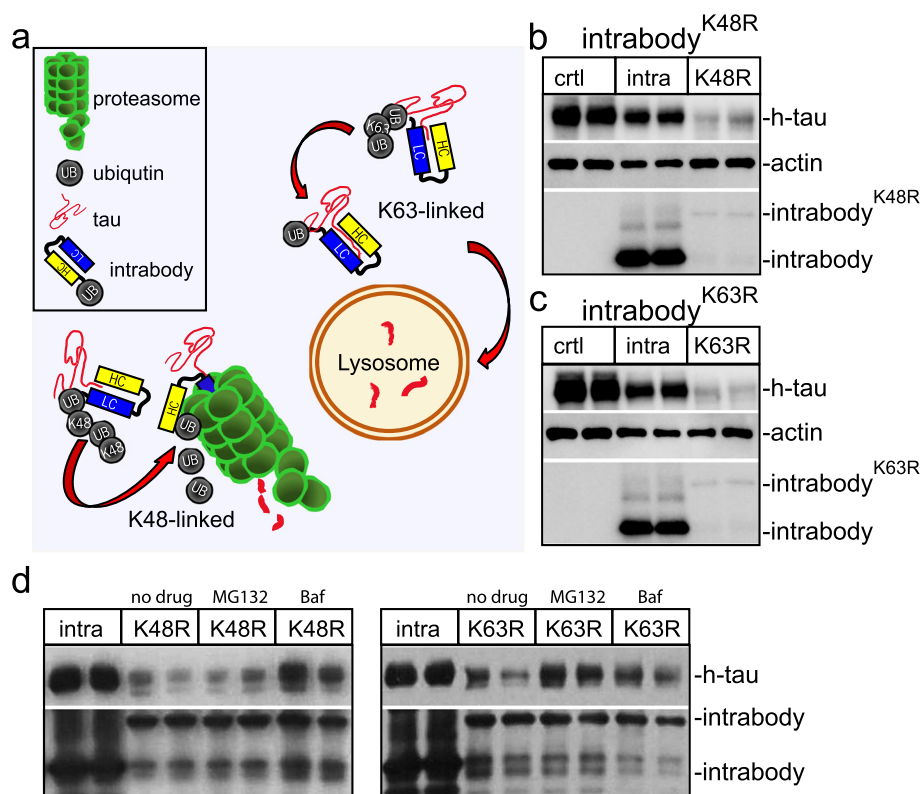 a
proteasome
UB
ubiqutin
tau
LC
HC
UB
intrabody
UB
K63
UB
LC
HC
K63-linked
UB
HC
LC
Lysosome
HC
LC
UB
K48
UB
K48
HC
UB
UB
UB
K48-linked
b
intrabody K48R
crtl intra K48R
-h-tau
-actin
-intrabody K48R
-intrabody
c
intrabody K63R
crtl intra K63R
-h-tau
-actin
-intrabody K63R
-intrabody
d
no drug MG132 Baf
intra K48R K48R K48R
no drug MG132 Baf
intra K63R K63R K63R
-h-tau
-intrabody
-intrabody